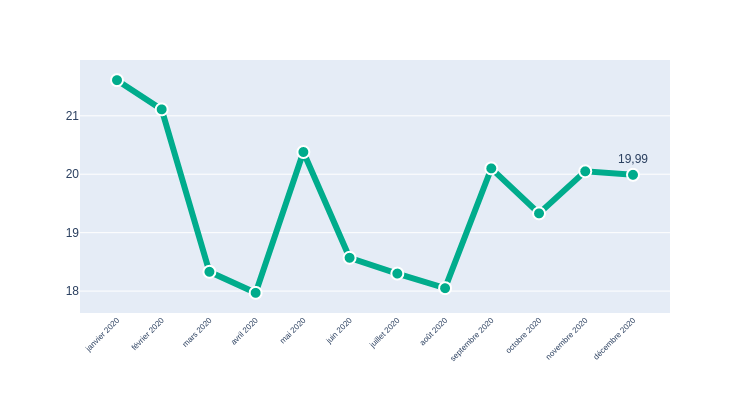 21
20
19
18
19,99
janvier 2020
février 2020
mars 2020
avril 2020
mai 2020
juin 2020
juillet 2020
août 2020
septembre 2020
octobre 2020
novembre 2020
décembre 2020